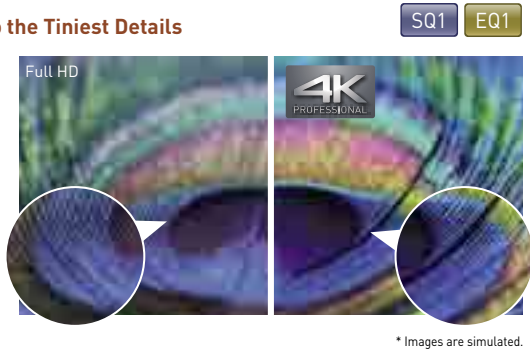 the Tiniest Details
SQ1 EQ1
Full HD
4K
PROFESSIONAL
* Images are simulated.